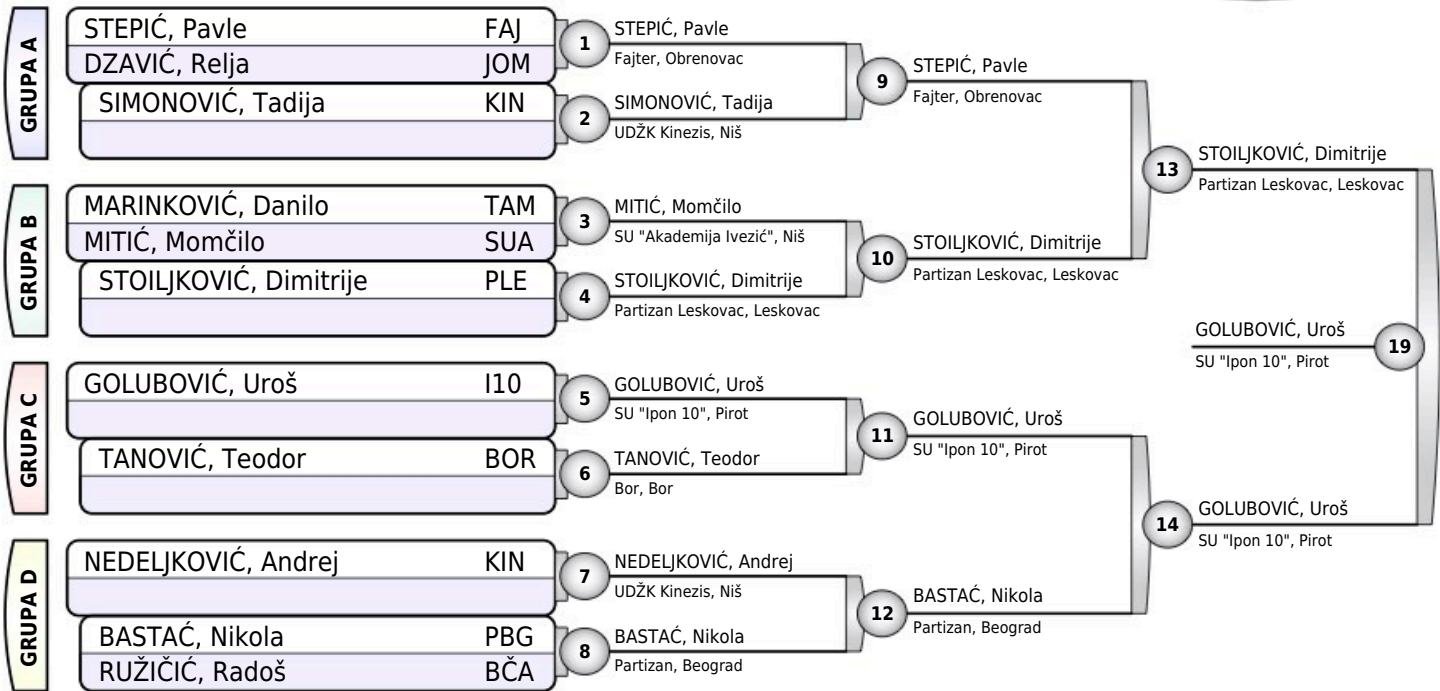 GRUPA A
STEPIĆ, Pavle FAJ
DZAVIĆ, Relja JOM
SIMONOVIĆ, Tadija KIN
1
STEPIĆ, Pavle
Fajter, Obrenovac
2
SIMONOVIĆ, Tadija
UDŽK Kinezis, Niš
9
STEPIĆ, Pavle
Fajter, Obrenovac
GRUPA B
MARINKOVIĆ, Danilo TAM
MITIĆ, Momčilo SUA
STOILJKOVIĆ, Dimitrije PLE
3
MITIĆ, Momčilo
SU "Akademija Ivezić", Niš
4
STOILJKOVIĆ, Dimitrije
Partizan Leskovac, Leskovac
10
STOILJKOVIĆ, Dimitrije
Partizan Leskovac, Leskovac
13
STOILJKOVIĆ, Dimitrije
Partizan Leskovac, Leskovac
GRUPA C
GOLUBOVIĆ, Uroš I10
TANOVIĆ, Teodor BOR
5
GOLUBOVIĆ, Uroš
SU "Ipon 10", Pirot
6
TANOVIĆ, Teodor
Bor, Bor
11
GOLUBOVIĆ, Uroš
SU "Ipon 10", Pirot
GRUPA D
NEDELJKOVIĆ, Andrej KIN
BASTAĆ, Nikola PBG
RUŽIČIĆ, Radoš BČA
7
NEDELJKOVIĆ, Andrej
UDŽK Kinezis, Niš
8
BASTAĆ, Nikola
Partizan, Beograd
12
BASTAĆ, Nikola
Partizan, Beograd
14
GOLUBOVIĆ, Uroš
SU "Ipon 10", Pirot
GOLUBOVIĆ, Uroš
SU "Ipon 10", Pirot
19